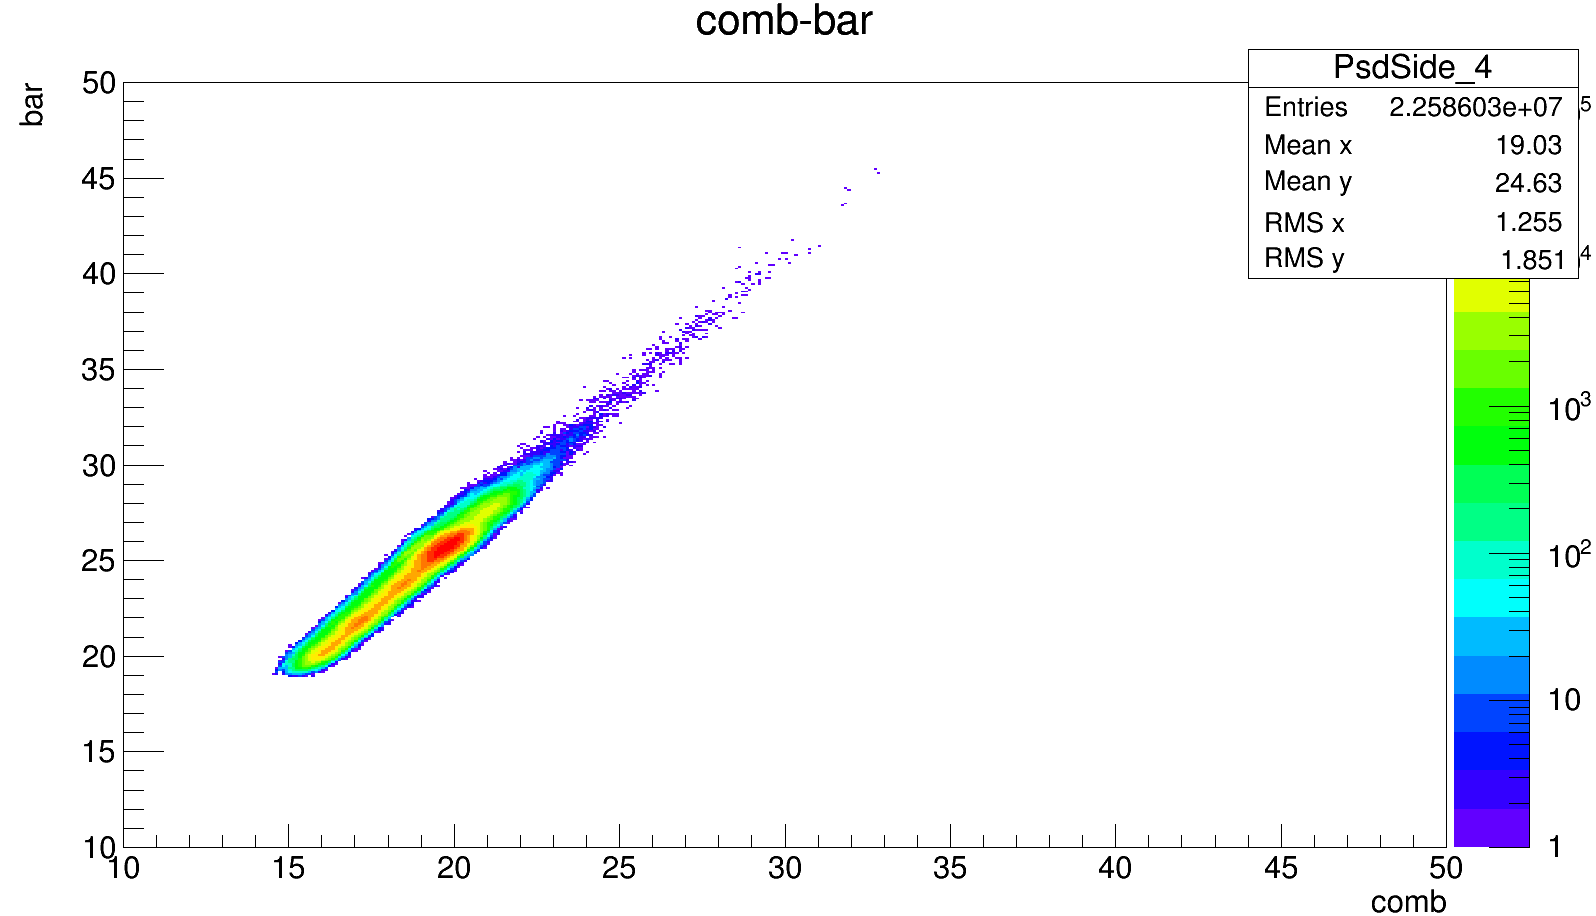 comb-bar
bar
PsdSide_4
Entries 2.258603e+07
Mean x 19.03
Mean y 24.63
RMS x 1.255
RMS y 1.851
50
45
40
35
30
25
20
15
10
10 15 20 25 30 35 40 45 50
comb
5
4
10³
10²
10
1